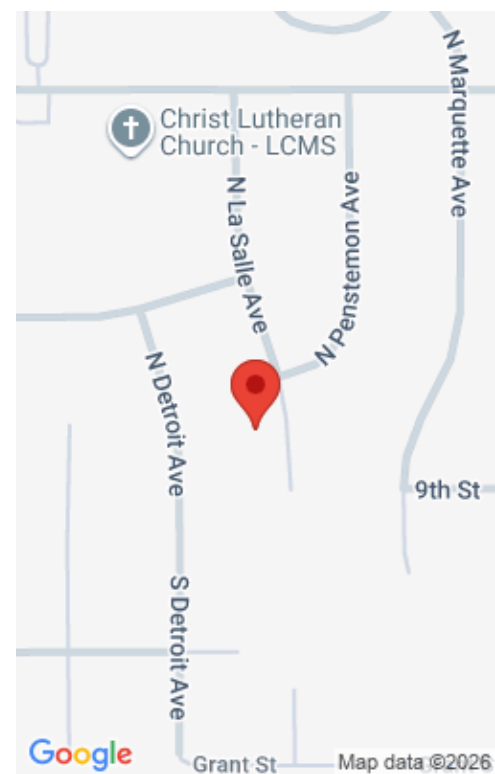 N Marquette Ave
Christ Lutheran
Church - LCMS
N La Salle Ave
N Penstemon Ave
N Detroit Ave
9th St
S Detroit Ave
Google
Grant St
Map data ©2026